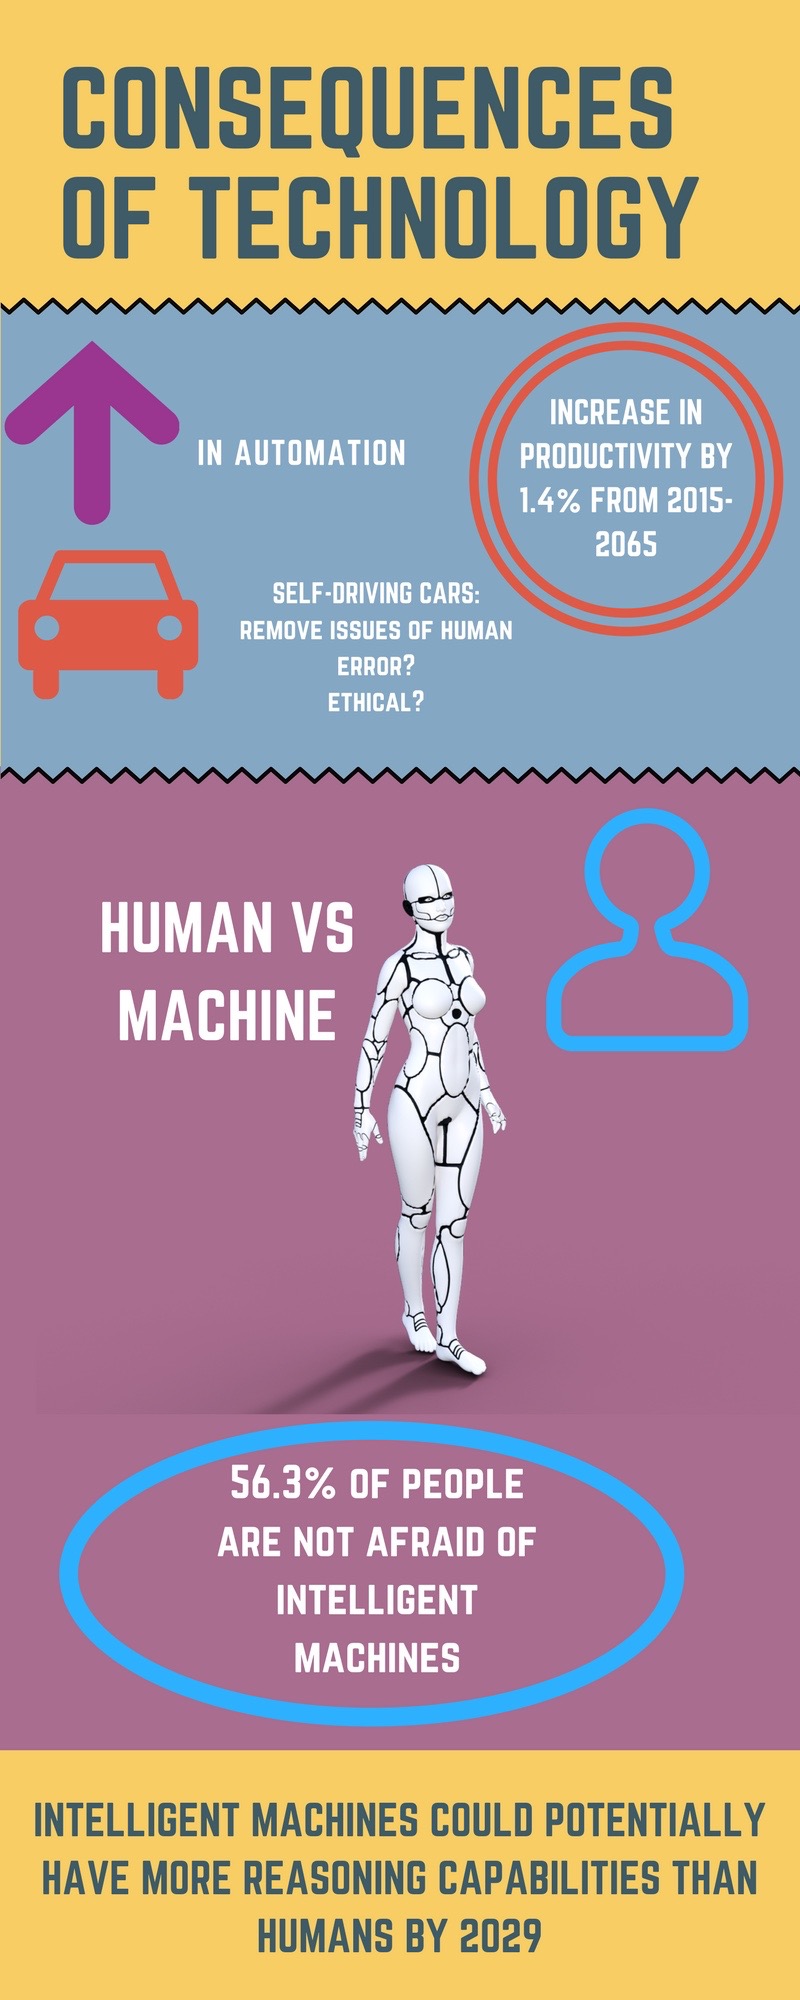 CONSEQUENCES
OF TECHNOLOGY
IN AUTOMATION
INCREASE IN
PRODUCTIVITY BY
1.4% FROM 2015-
2065
SELF-DRIVING CARS:
REMOVE ISSUES OF HUMAN
ERROR?
ETHICAL?
HUMAN VS
MACHINE
56.3% OF PEOPLE
ARE NOT AFRAID OF
INTELLIGENT
MACHINES
INTELLIGENT MACHINES COULD POTENTIALLY
HAVE MORE REASONING CAPABILITIES THAN
HUMANS BY 2029